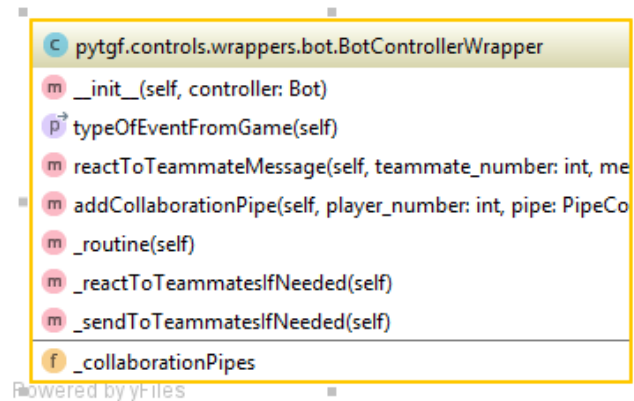 C pytgf.controls.wrappers.bot.BotControllerWrapper
m __init__(self, controller: Bot)
p typeOfEventFromGame(self)
m reactToTeammateMessage(self, teammate_number: int, me
m addCollaborationPipe(self, player_number: int, pipe: PipeCo
m _routine(self)
m _reactToTeammatesIfNeeded(self)
m _sendToTeammatesIfNeeded(self)
f _collaborationPipes
Powered by yFiles